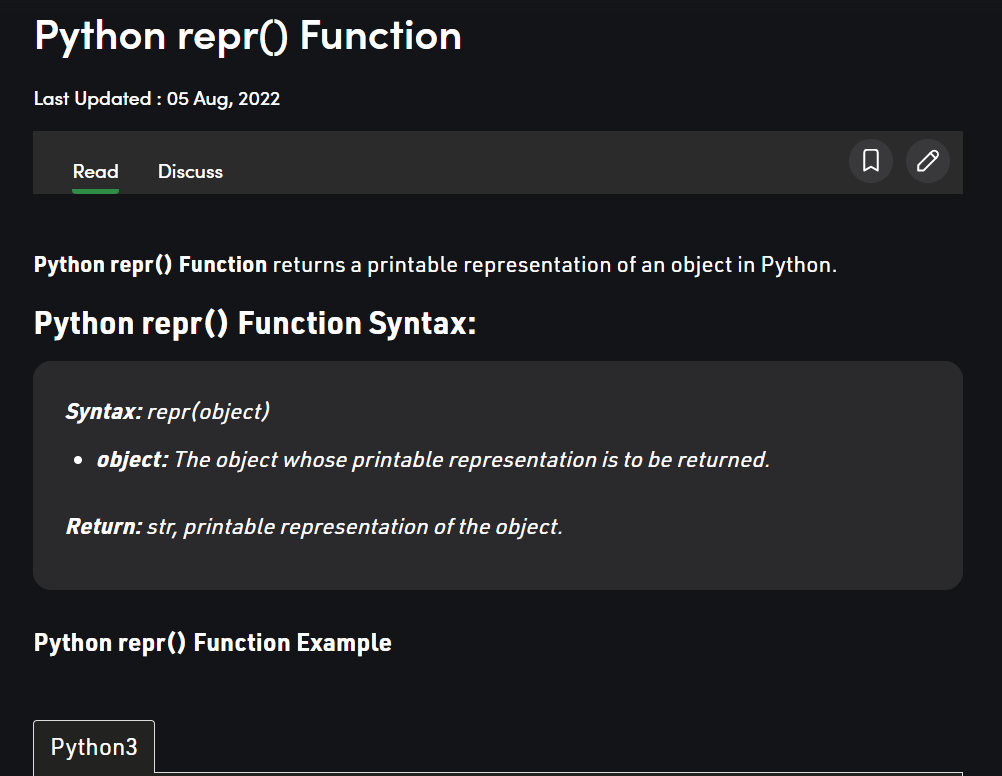 Python repr() Function
Last Updated : 05 Aug, 2022
Read Discuss
Python repr() Function returns a printable representation of an object in Python.
Python repr() Function Syntax:
Syntax: repr(object)
object: The object whose printable representation is to be returned.
Return: str, printable representation of the object.
Python repr() Function Example
Python3